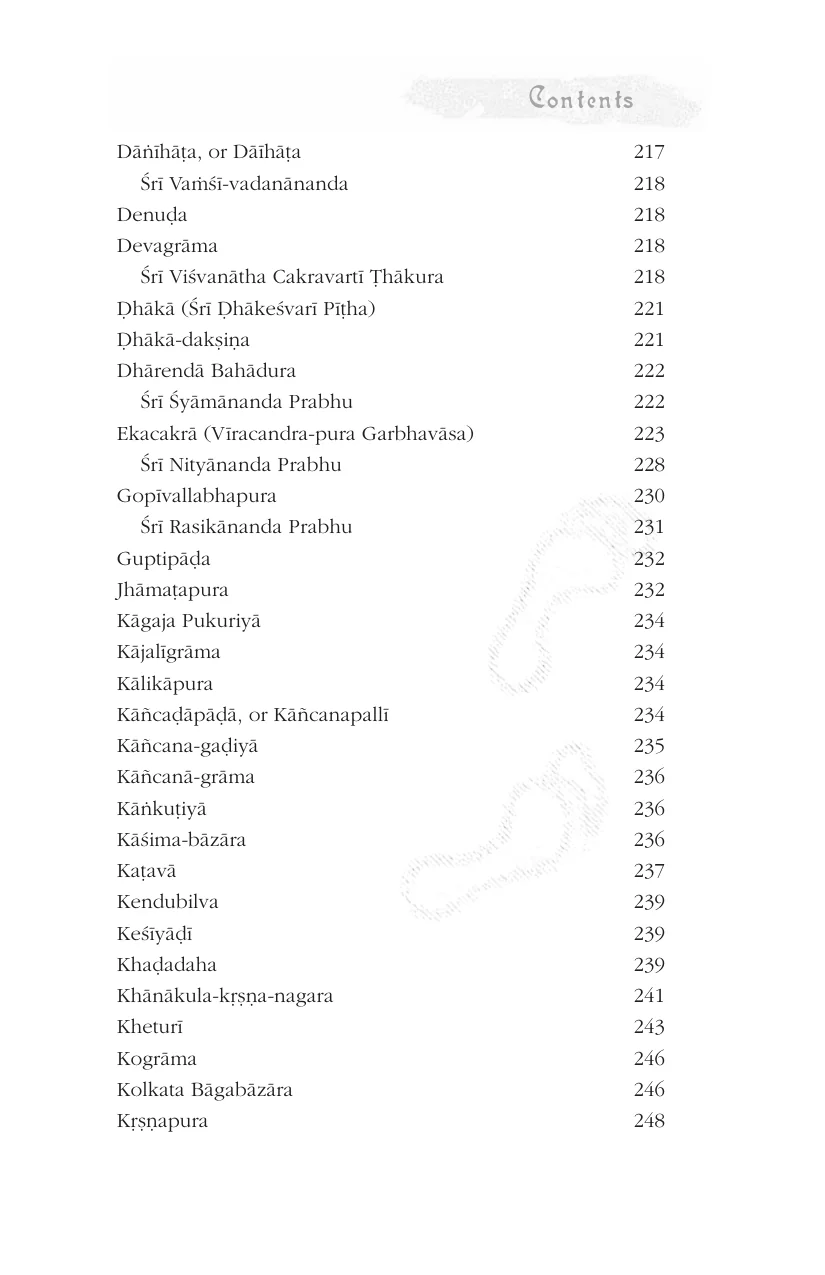 Contents
Dāṅīhāṭa, or Dāīhāṭa 217
Śrī Vaṁśī-vadanānanda 218
Denuḍa 218
Devagrāma 218
Śrī Viśvanātha Cakravartī Ṭhākura 218
Ḍhākā (Śrī Ḍhākeśvarī Pīṭha) 221
Ḍhākā-dakṣiṇa 221
Dhārendā Bahādura 222
Śrī Śyāmānanda Prabhu 222
Ekacakrā (Vīracandra-pura Garbhavāsa) 223
Śrī Nityānanda Prabhu 228
Gopīvallabhapura 230
Śrī Rasikānanda Prabhu 231
Guptipāḍa 232
Jhāmaṭapura 232
Kāgaja Pukuriyā 234
Kājalīgrāma 234
Kālikāpura 234
Kāñcaḍāpāḍā, or Kāñcanapallī 234
Kāñcana-gaḍiyā 235
Kāñcanā-grāma 236
Kāṅkuṭiyā 236
Kāśima-bāzāra 236
Kaṭavā 237
Kendubilva 239
Keśīyāḍī 239
Khaḍadaha 239
Khānākula-kṛṣṇa-nagara 241
Kheturī 243
Kogrāma 246
Kolkata Bāgabāzāra 246
Kṛṣṇapura 248